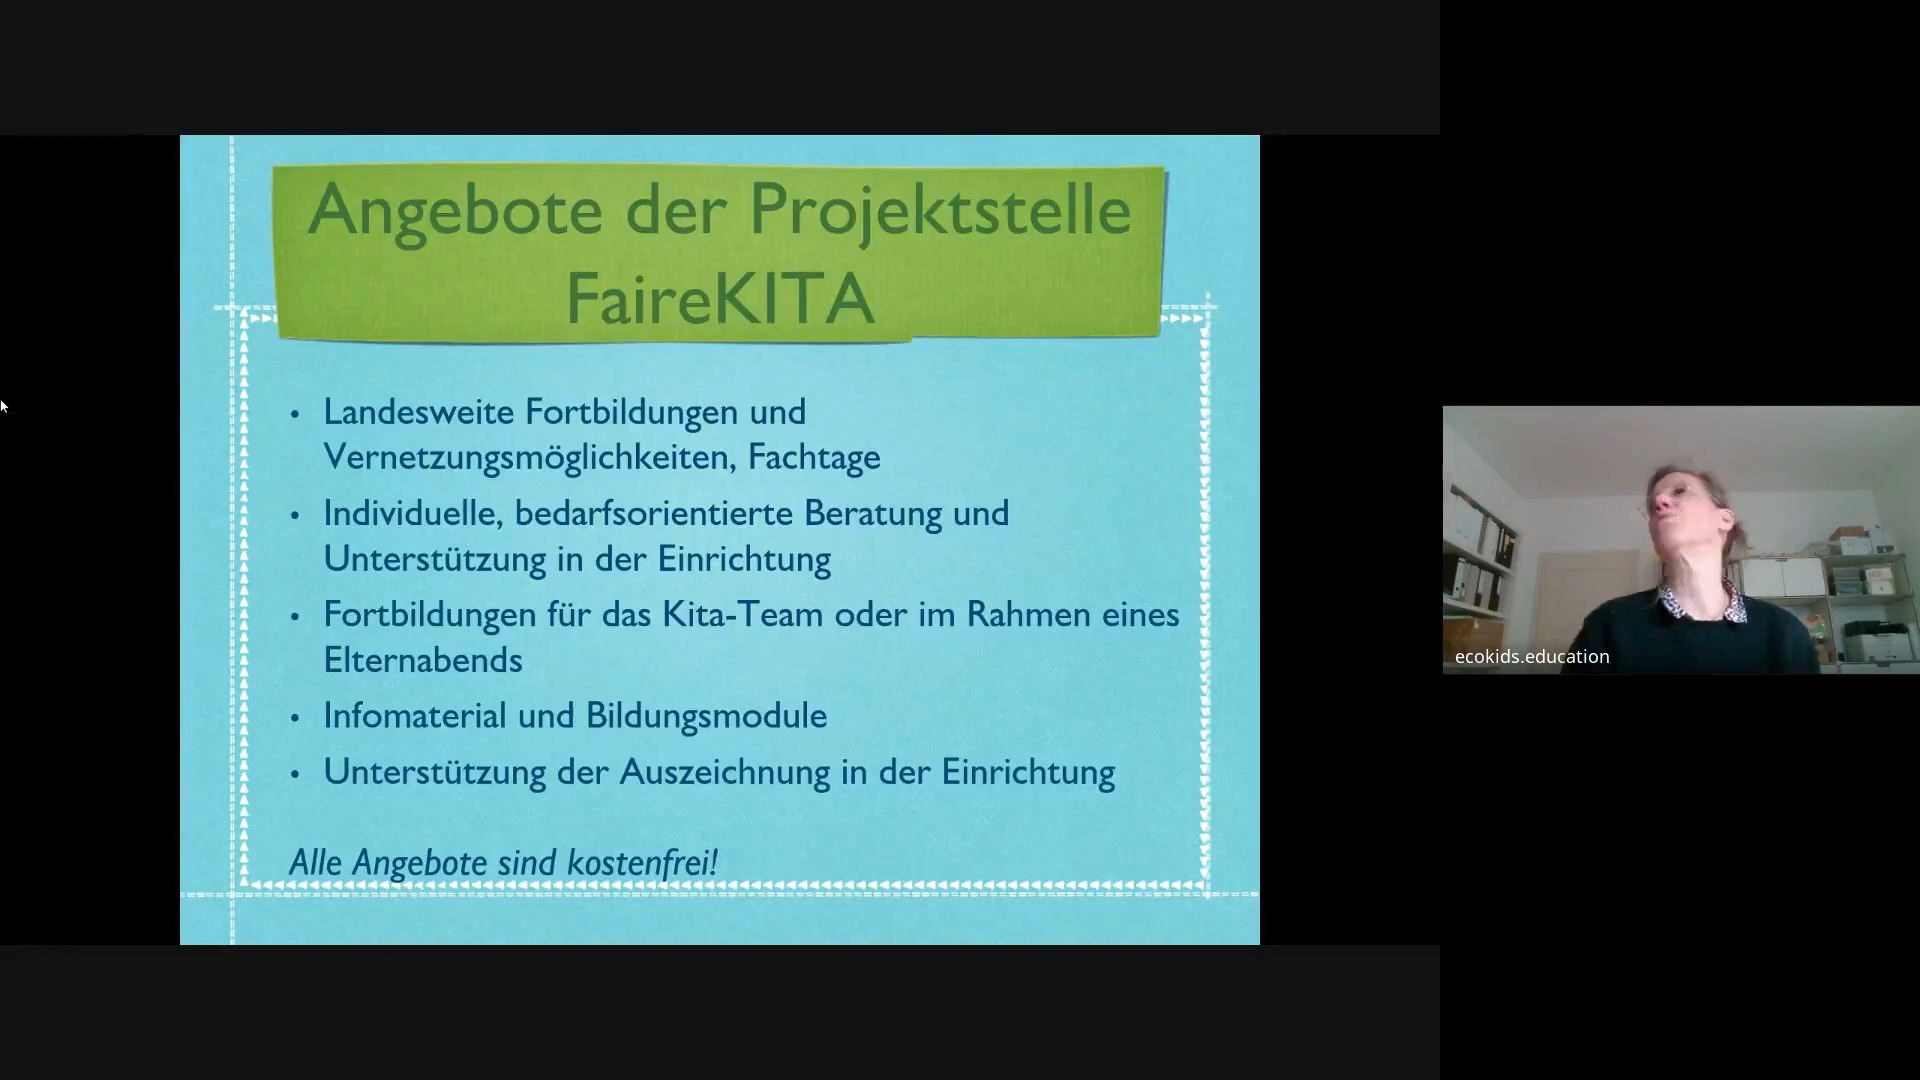 Angebote der Projektstelle
FaireKITA
• Landesweite Fortbildungen und
Vernetzungsmöglichkeiten, Fachtage
• Individuelle, bedarfsorientierte Beratung und
Unterstützung in der Einrichtung
• Fortbildungen für das Kita-Team oder im Rahmen eines
Elternabends
• Infomaterial und Bildungsmodule
• Unterstützung der Auszeichnung in der Einrichtung
Alle Angebote sind kostenfrei!
ecokids.education